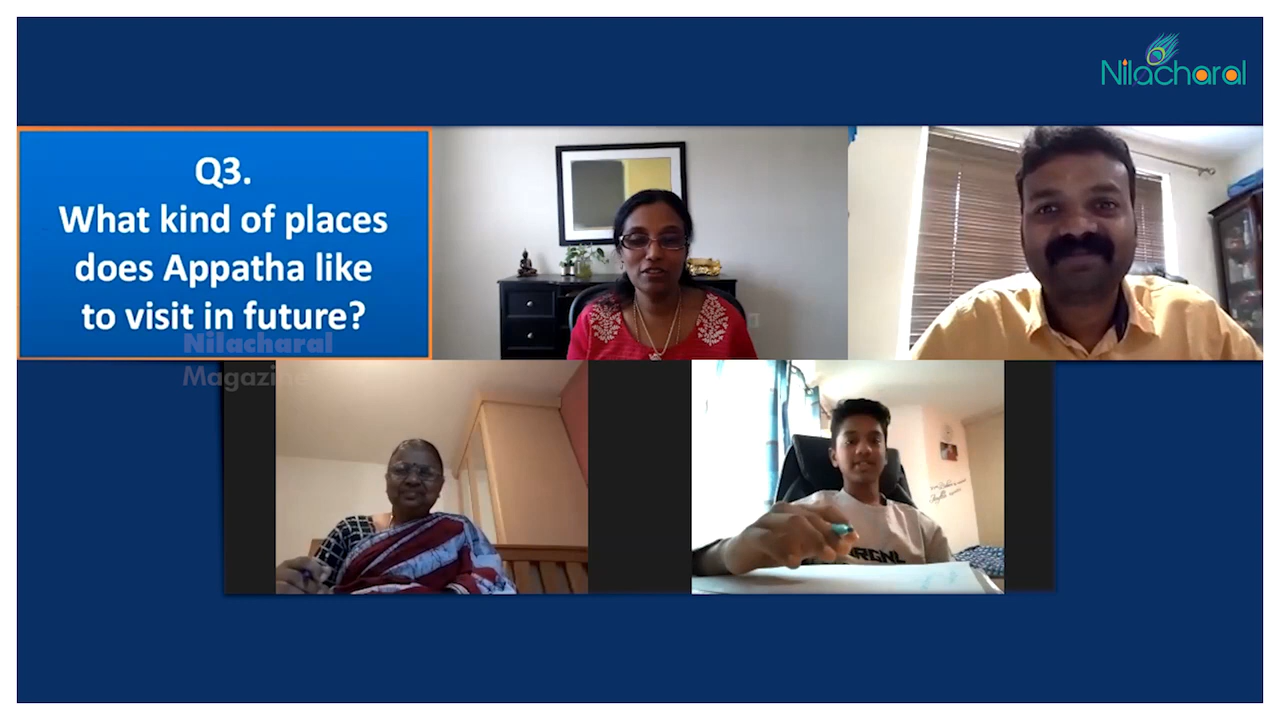 Nilacharal
Q3.
What kind of places
does Appatha like
to visit in future?
Nilacharal
Magazine